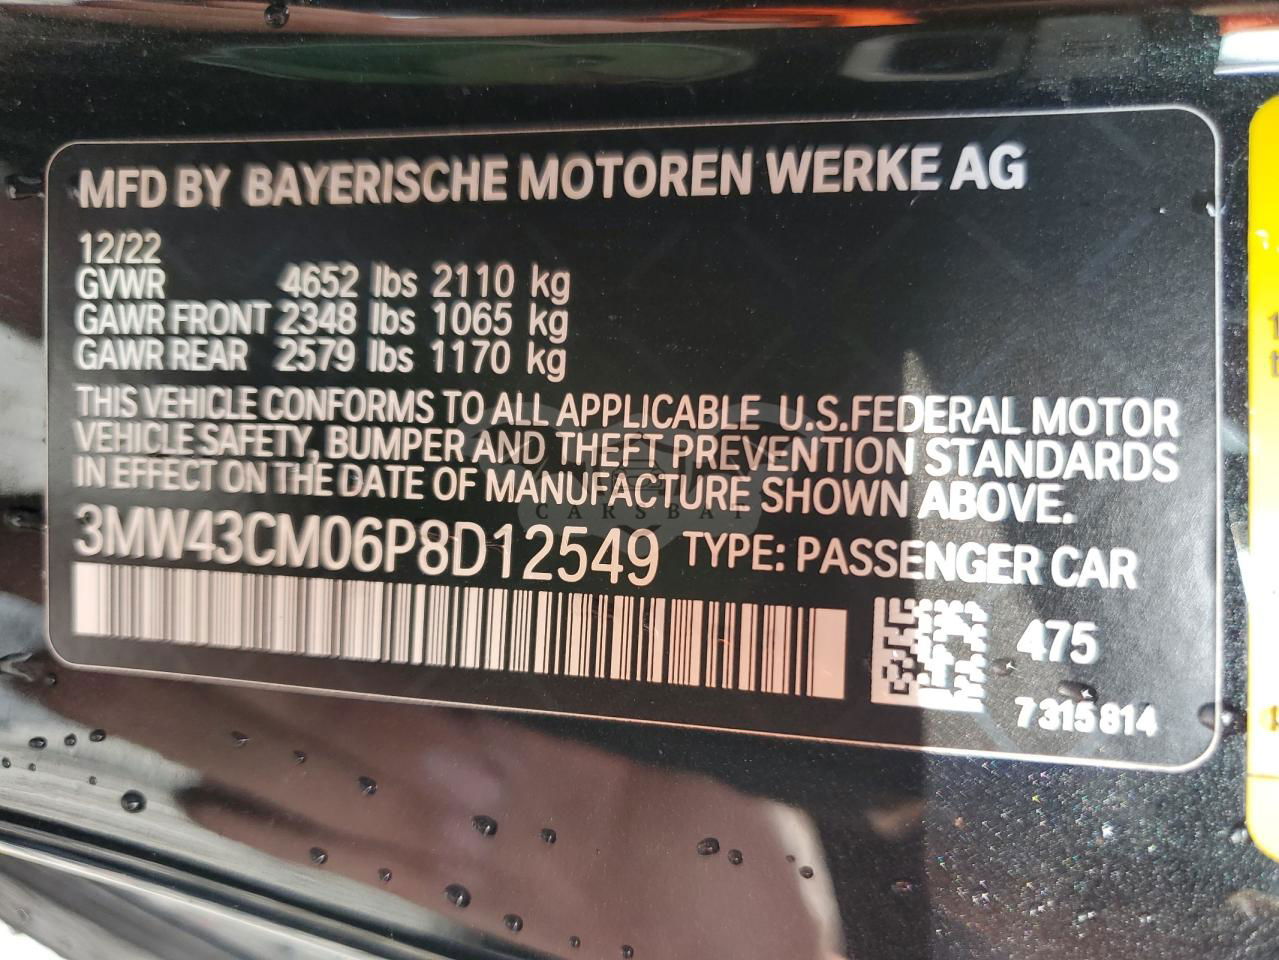 MFD BY BAYERISCHE MOTOREN WERKE AG
12/22
GVWR 4652 lbs 2110 kg
GAWR FRONT 2348 lbs 1065 kg
GAWR REAR 2579 lbs 1170 kg
THIS VEHICLE CONFORMS TO ALL APPLICABLE U.S.FEDERAL MOTOR
VEHICLE SAFETY, BUMPER AND THEFT PREVENTION STANDARDS
IN EFFECT ON THE DATE OF MANUFACTURE SHOWN ABOVE.
CARSBAT
3MW43CM06P8D12549 TYPE: PASSENGER CAR
475
7 315 814